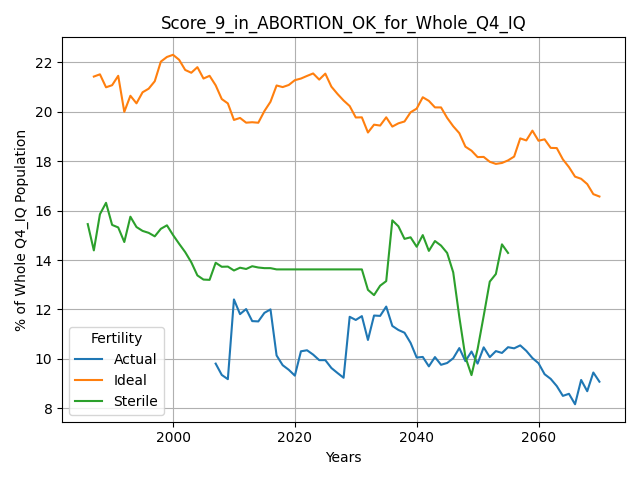 Score_9_in_ABORTION_OK_for_Whole_Q4_IQ
% of Whole Q4_IQ Population
22
20
18
16
14
12
10
8
Fertility
Actual
Ideal
Sterile
2000
2020
2040
2060
Years